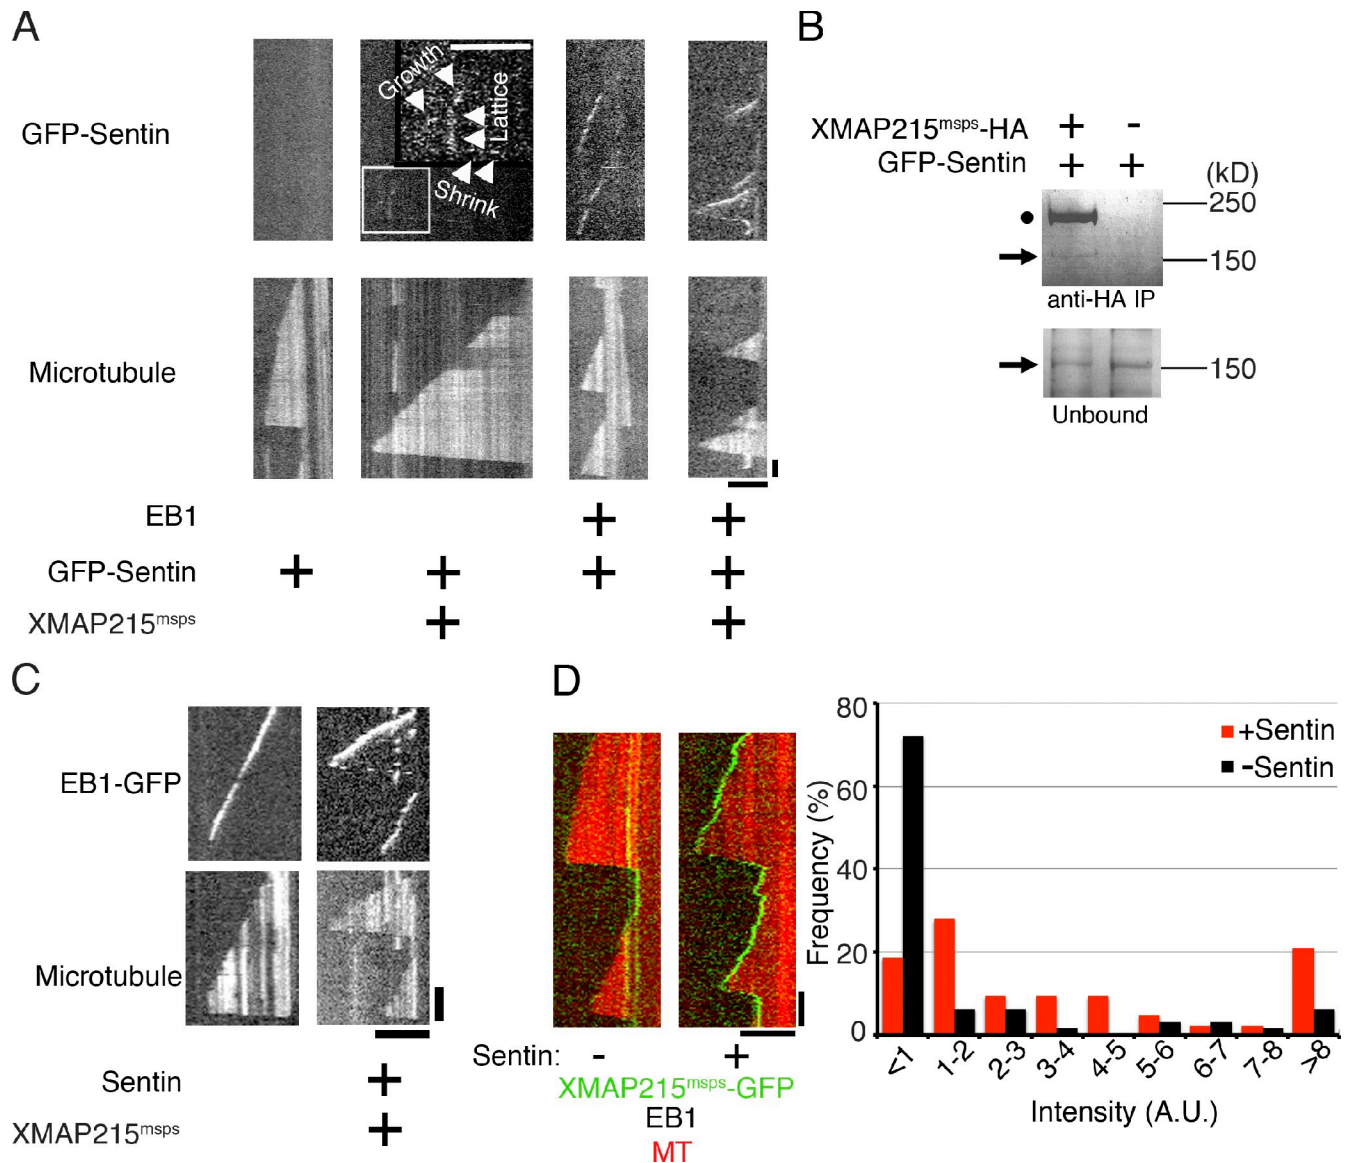 A
GFP-Sentin
Growth
Lattice
Shrink
Microtubule
EB1 + +
GFP-Sentin + + + +
XMAP215msps + +
B
XMAP215msps-HA + -
GFP-Sentin + +
(kD)
250
150
anti-HA IP
150
Unbound
C
EB1-GFP
Microtubule
Sentin +
XMAP215msps +
D
Sentin: - +
XMAP215msps-GFP
EB1
MT
Frequency (%)
80
60
40
20
0
+Sentin
-Sentin
<1 1-2 2-3 3-4 4-5 5-6 6-7 7-8 >8
Intensity (A.U.)